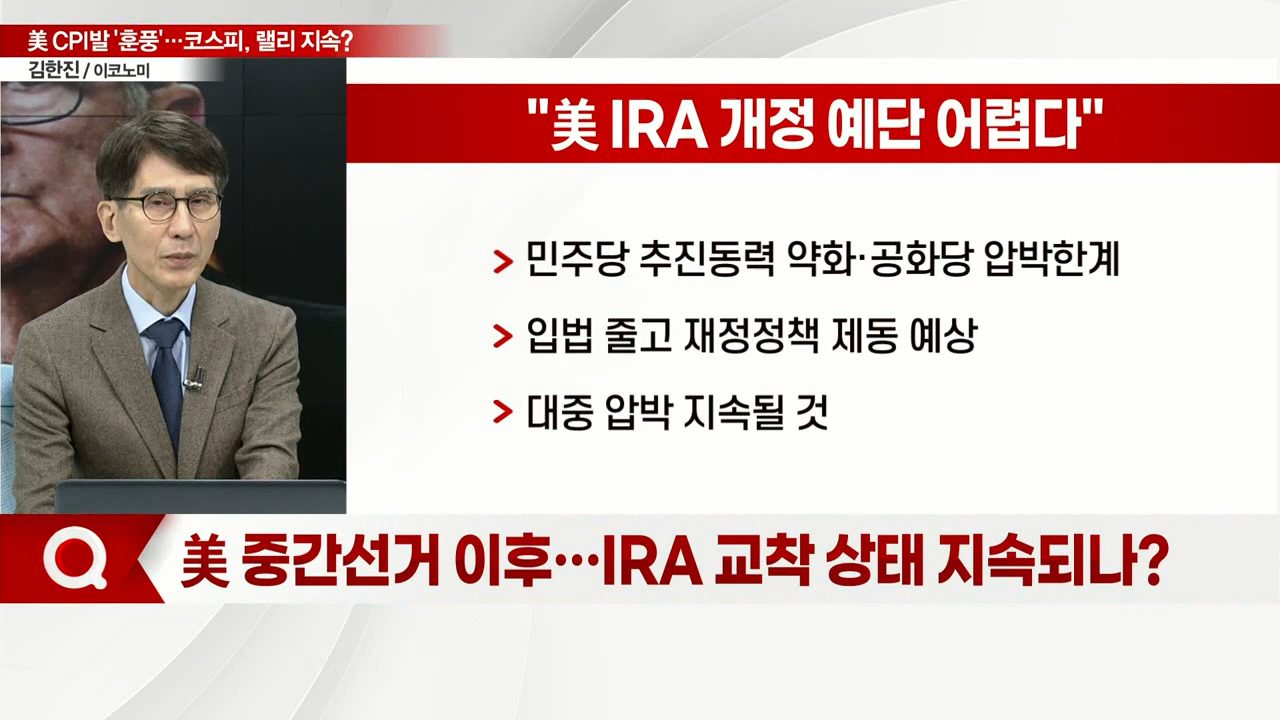 美 CPI발 '훈풍'…코스피, 랠리 지속?
김한진 / 이코노미
"美 IRA 개정 예단 어렵다"
> 민주당 추진동력 약화·공화당 압박한계
> 입법 줄고 재정정책 제동 예상
> 대중 압박 지속될 것
Q 美 중간선거 이후…IRA 교착 상태 지속되나?